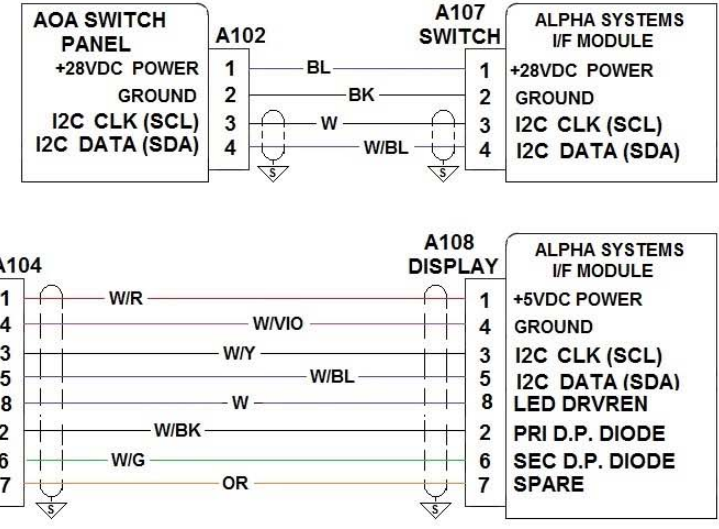 AOA SWITCH
PANEL
A102
A107
SWITCH
ALPHA SYSTEMS
I/F MODULE
+28VDC POWER 1 BL 1 +28VDC POWER
GROUND 2 BK 2 GROUND
I2C CLK (SCL) 3 W 3 I2C CLK (SCL)
I2C DATA (SDA) 4 W/BL 4 I2C DATA (SDA)
S S
A104
A108
DISPLAY
ALPHA SYSTEMS
I/F MODULE
1 W/R 1 +5VDC POWER
4 W/VIO 4 GROUND
3 W/Y 3 I2C CLK (SCL)
5 W/BL 5 I2C DATA (SDA)
8 W 8 LED DRVREN
2 W/BK 2 PRI D.P. DIODE
6 W/G 6 SEC D.P. DIODE
7 OR 7 SPARE
S S